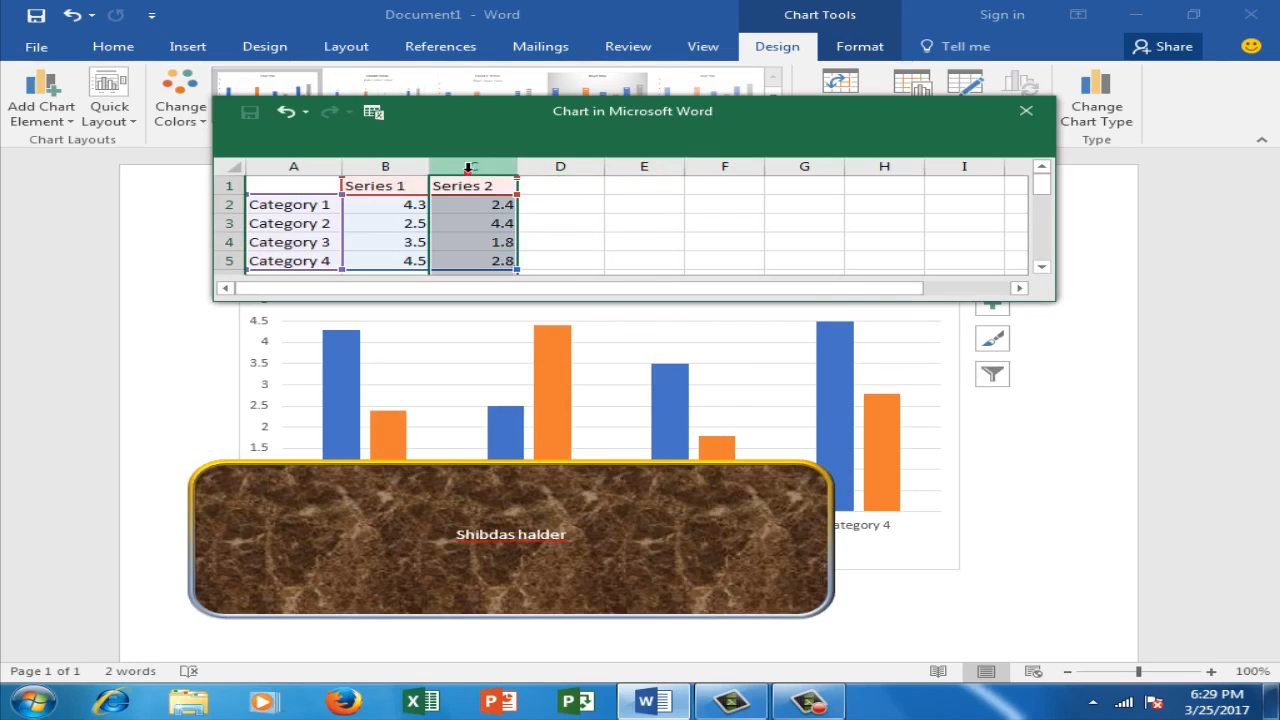 Document1 - Word
Chart Tools
Sign in
File Home Insert Design Layout References Mailings Review View Design Format Tell me Share
Add Chart Element
Quick Layout
Change Colors
Change Chart Type
Chart Layouts
Type
Chart in Microsoft Word
A B C D E F G H I
1 Series 1 Series 2
2 Category 1 4.3 2.4
3 Category 2 2.5 4.4
4 Category 3 3.5 1.8
5 Category 4 4.5 2.8
4.5
4
3.5
3
2.5
2
1.5
ategory 4
Shibdas halder
Page 1 of 1 2 words 100%
6:29 PM
3/25/2017